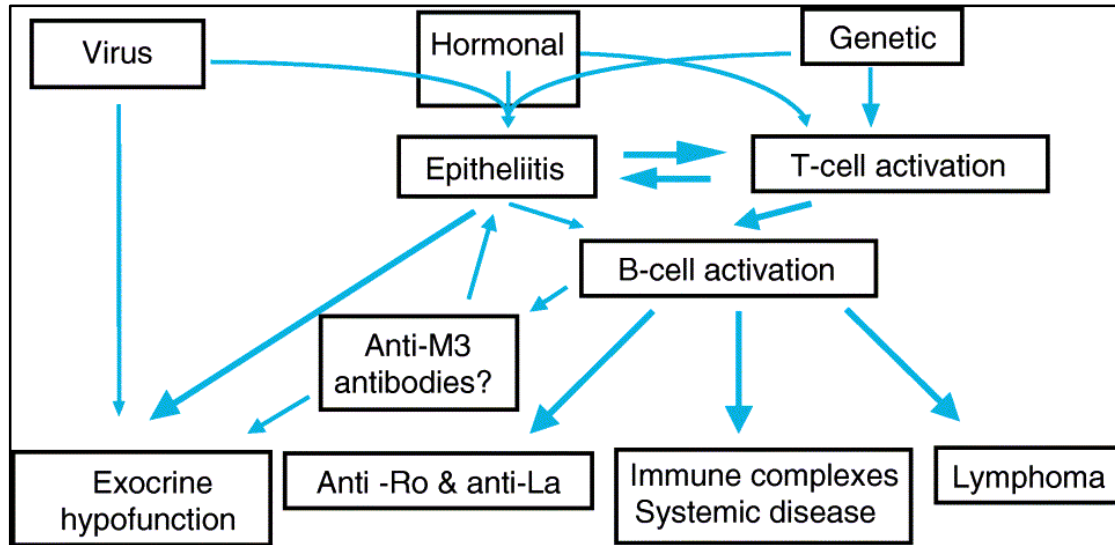 Virus
Hormonal
Genetic
Epitheliitis
T-cell activation
B-cell activation
Anti-M3
antibodies?
Exocrine
hypofunction
Anti -Ro & anti-La
Immune complexes
Systemic disease
Lymphoma